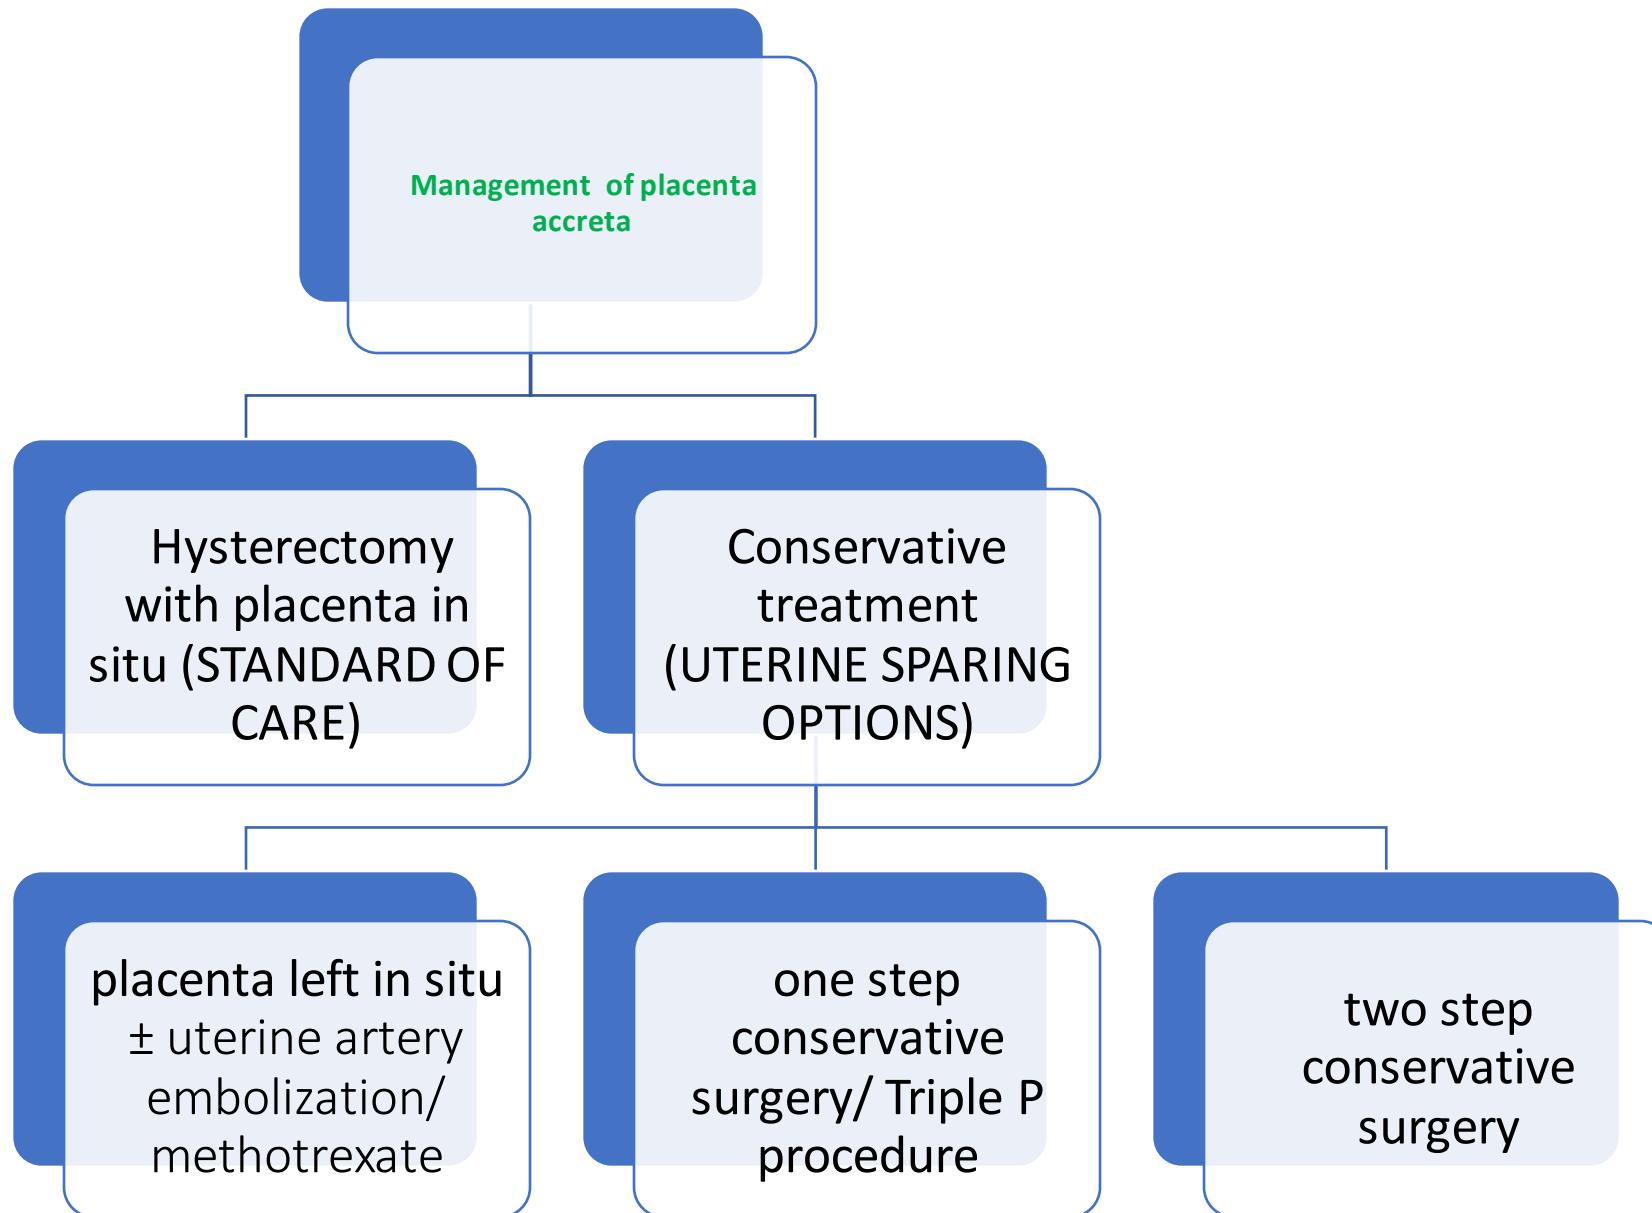 Management  of placenta
accreta
Hysterectomy
with placenta in
situ (STANDARD OF
CARE)
Conservative
treatment
(UTERINE SPARING
OPTIONS)
placenta left in situ
± uterine artery
embolization/
methotrexate
one step
conservative
surgery/ Triple P
procedure
two step
conservative
surgery